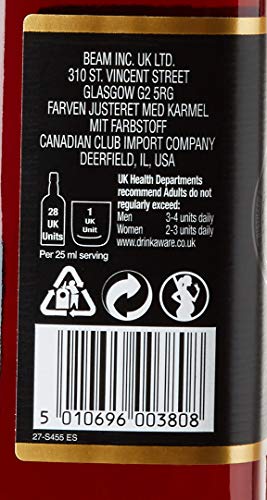 BEAM INC. UK LTD.
310 ST. VINCENT STREET
GLASGOW G2 5RG
FARVEN JUSTERET MED KARMEL
MIT FARBSTOFF
CANADIAN CLUB IMPORT COMPANY
DEERFIELD, IL, USA
UK Health Departments
recommend Adults do not
regularly exceed:
Men 3-4 units daily
Women 2-3 units daily
www.drinkaware.co.uk
28
UK
Units
1
UK
Unit
Per 25 ml serving
5 010696 003808
27-S455 ES